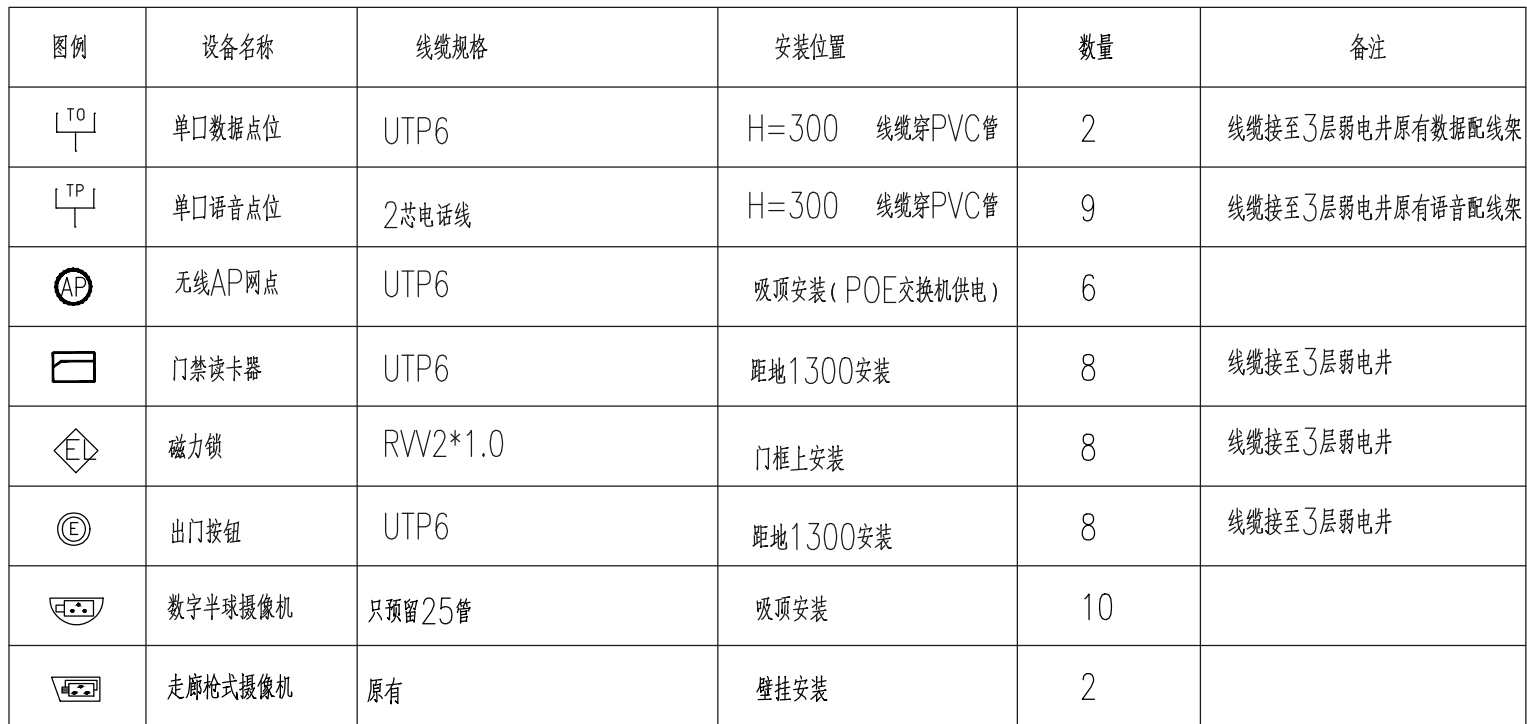 图例 设备名称 线缆规格 安装位置 数量 备注
TO 单口数据点位 UTP6 H=300 线缆穿PVC管 2 线缆接至3层弱电井原有数据配线架
TP 单口语音点位 2芯电话线 H=300 线缆穿PVC管 9 线缆接至3层弱电井原有语音配线架
AP 无线AP网点 UTP6 吸顶安装(POE交换机供电) 6
门禁读卡器 UTP6 距地1300安装 8 线缆接至3层弱电井
EL 磁力锁 RVV2*1.0 门框上安装 8 线缆接至3层弱电井
E 出门按钮 UTP6 距地1300安装 8 线缆接至3层弱电井
数字半球摄像机 只预留25管 吸顶安装 10
走廊枪式摄像机 原有 壁挂安装 2